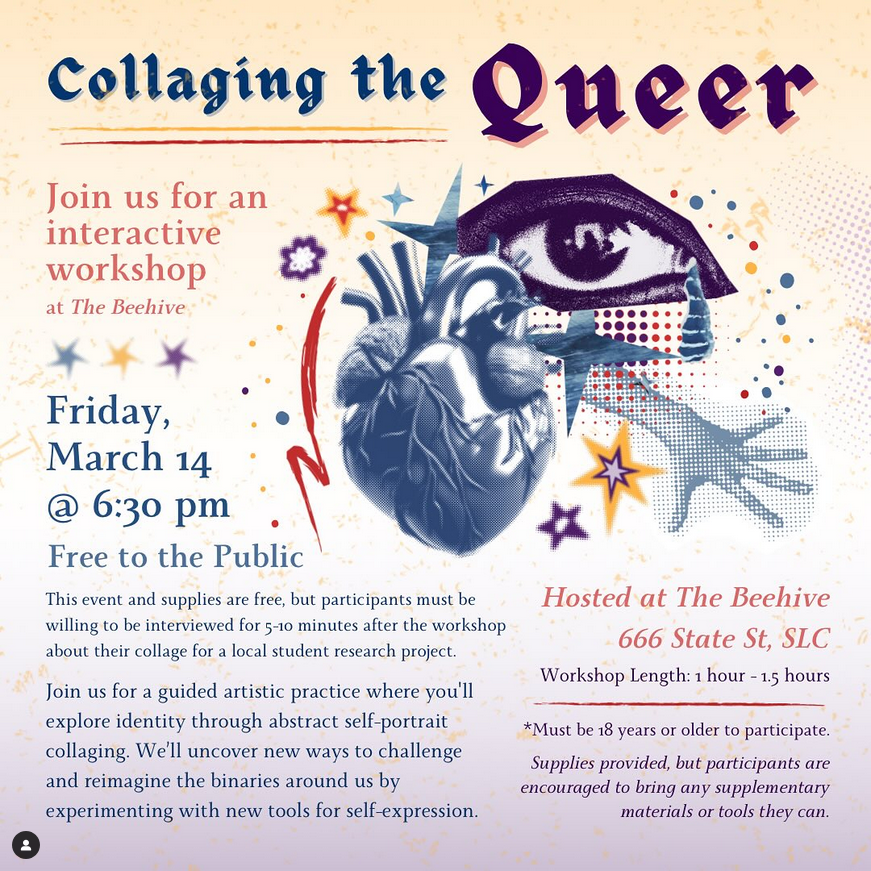 Collaging the Queer
Join us for an
interactive
workshop
at The Beehive
Friday,
March 14
@ 6:30 pm
Free to the Public
This event and supplies are free, but participants must be
willing to be interviewed for 5-10 minutes after the workshop
about their collage for a local student research project.
Join us for a guided artistic practice where you'll
explore identity through abstract self-portrait
collaging. We'll uncover new ways to challenge
and reimagine the binaries around us by
experimenting with new tools for self-expression.
Hosted at The Beehive
666 State St, SLC
Workshop Length: 1 hour - 1.5 hours
*Must be 18 years or older to participate.
Supplies provided, but participants are
encouraged to bring any supplementary
materials or tools they can.